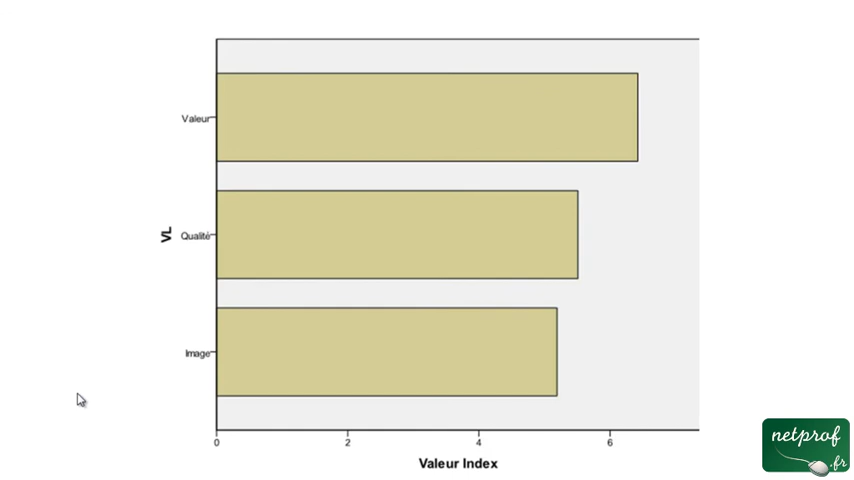 Valeur
VL
Qualité
Image
0 2 4 6
Valeur Index
netprof
.fr